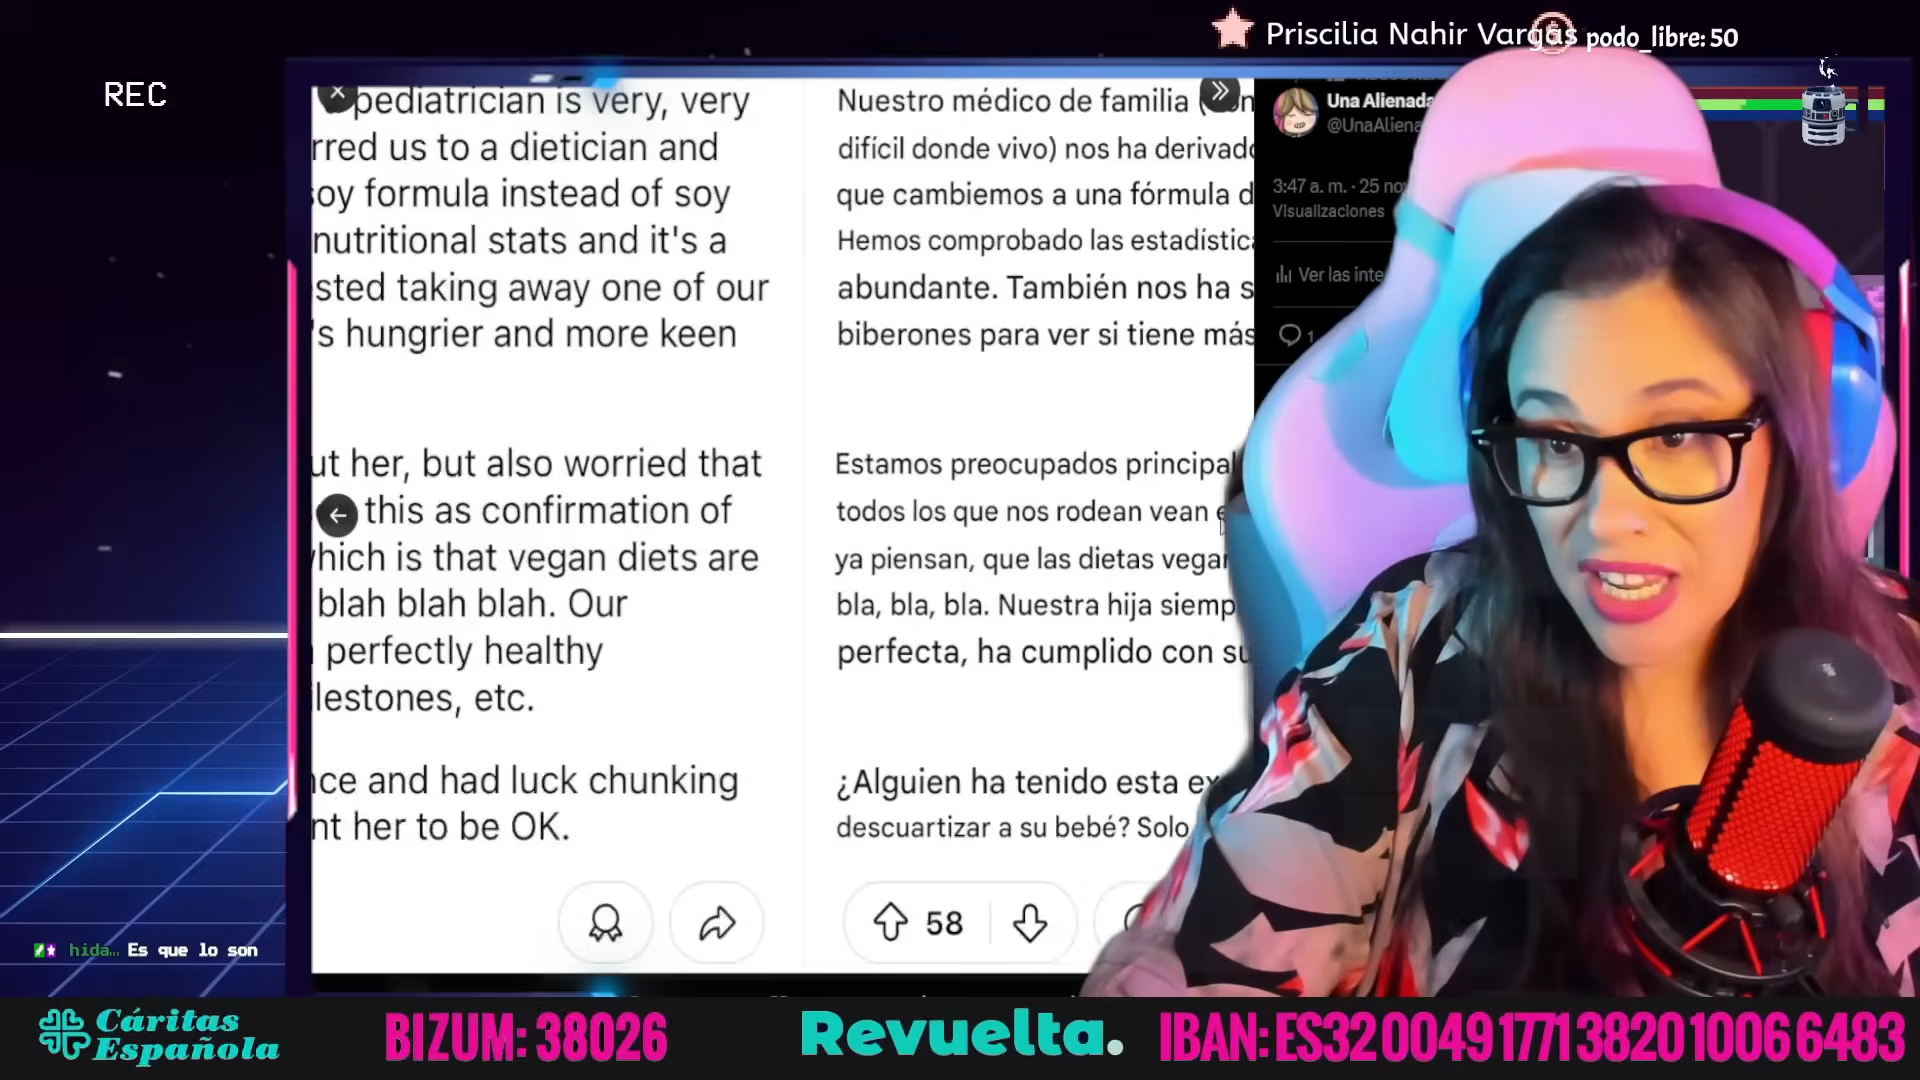 Priscilia Nahir Vargas
podo_libre: 50
REC
pediatrician is very, very
rred us to a dietician and
soy formula instead of soy
nutritional stats and it's a
sted taking away one of our
's hungrier and more keen
ut her, but also worried that
this as confirmation of
which is that vegan diets are
blah blah blah. Our
perfectly healthy
ilestones, etc.
nce and had luck chunking
nt her to be OK.
Nuestro médico de familia
difícil donde vivo) nos ha derivado
que cambiemos a una fórmula d
Hemos comprobado las estadística
abundante. También nos ha s
biberones para ver si tiene más
Estamos preocupados principal
todos los que nos rodean vean e
ya piensan, que las dietas vegan
bla, bla, bla. Nuestra hija siemp
perfecta, ha cumplido con su
¿Alguien ha tenido esta ex
descuartizar a su bebé? Solo
58
Una Alienada
@UnaAliena
3:47 a. m. · 25 nov
Visualizaciones
Ver las inte
1
hida... Es que lo son
Cáritas
Española
BIZUM: 38026
Revuelta.
IBAN: ES32 0049 1771 3820 1006 6483